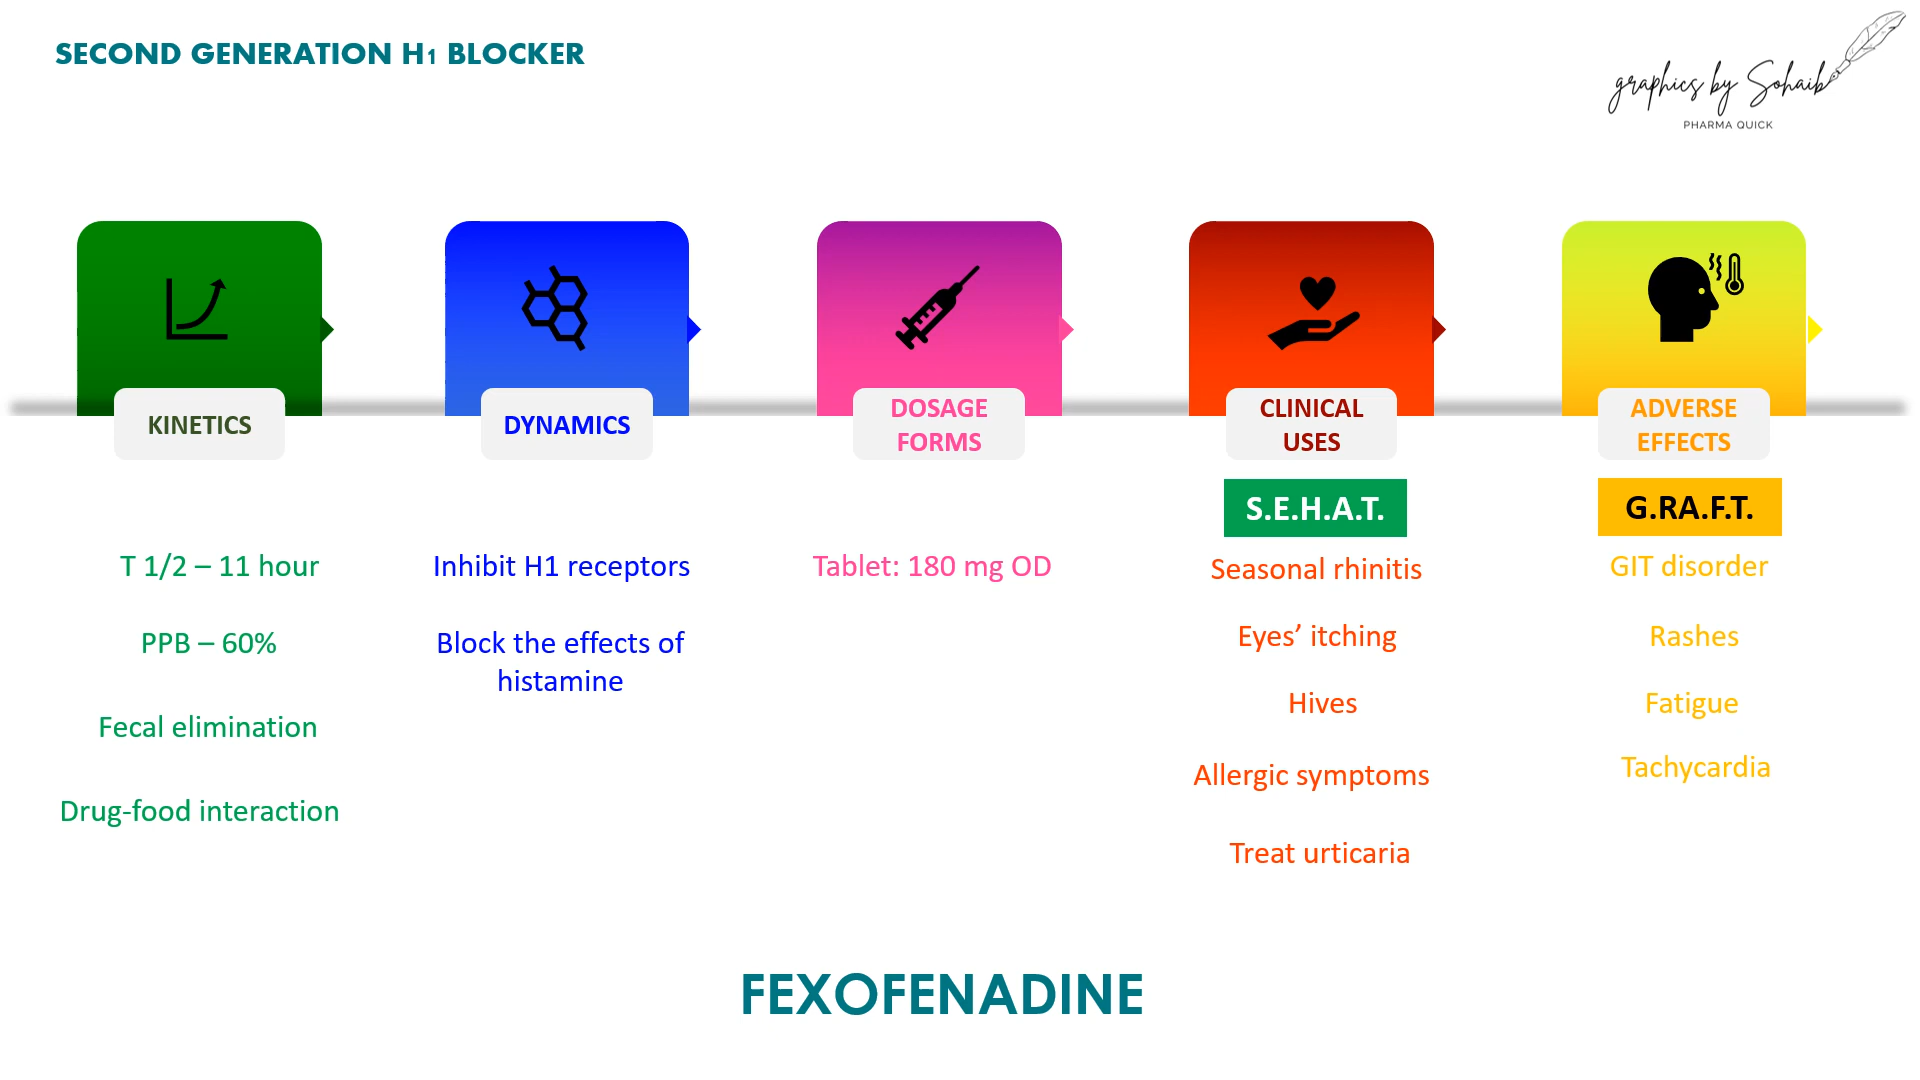 SECOND GENERATION H1 BLOCKER
graphics by Sohaib
PHARMA QUICK
KINETICS
T 1/2 – 11 hour
PPB – 60%
Fecal elimination
Drug-food interaction
DYNAMICS
Inhibit H1 receptors
Block the effects of
histamine
DOSAGE
FORMS
Tablet: 180 mg OD
CLINICAL
USES
S.E.H.A.T.
Seasonal rhinitis
Eyes’ itching
Hives
Allergic symptoms
Treat urticaria
ADVERSE
EFFECTS
G.RA.F.T.
GIT disorder
Rashes
Fatigue
Tachycardia
FEXOFENADINE